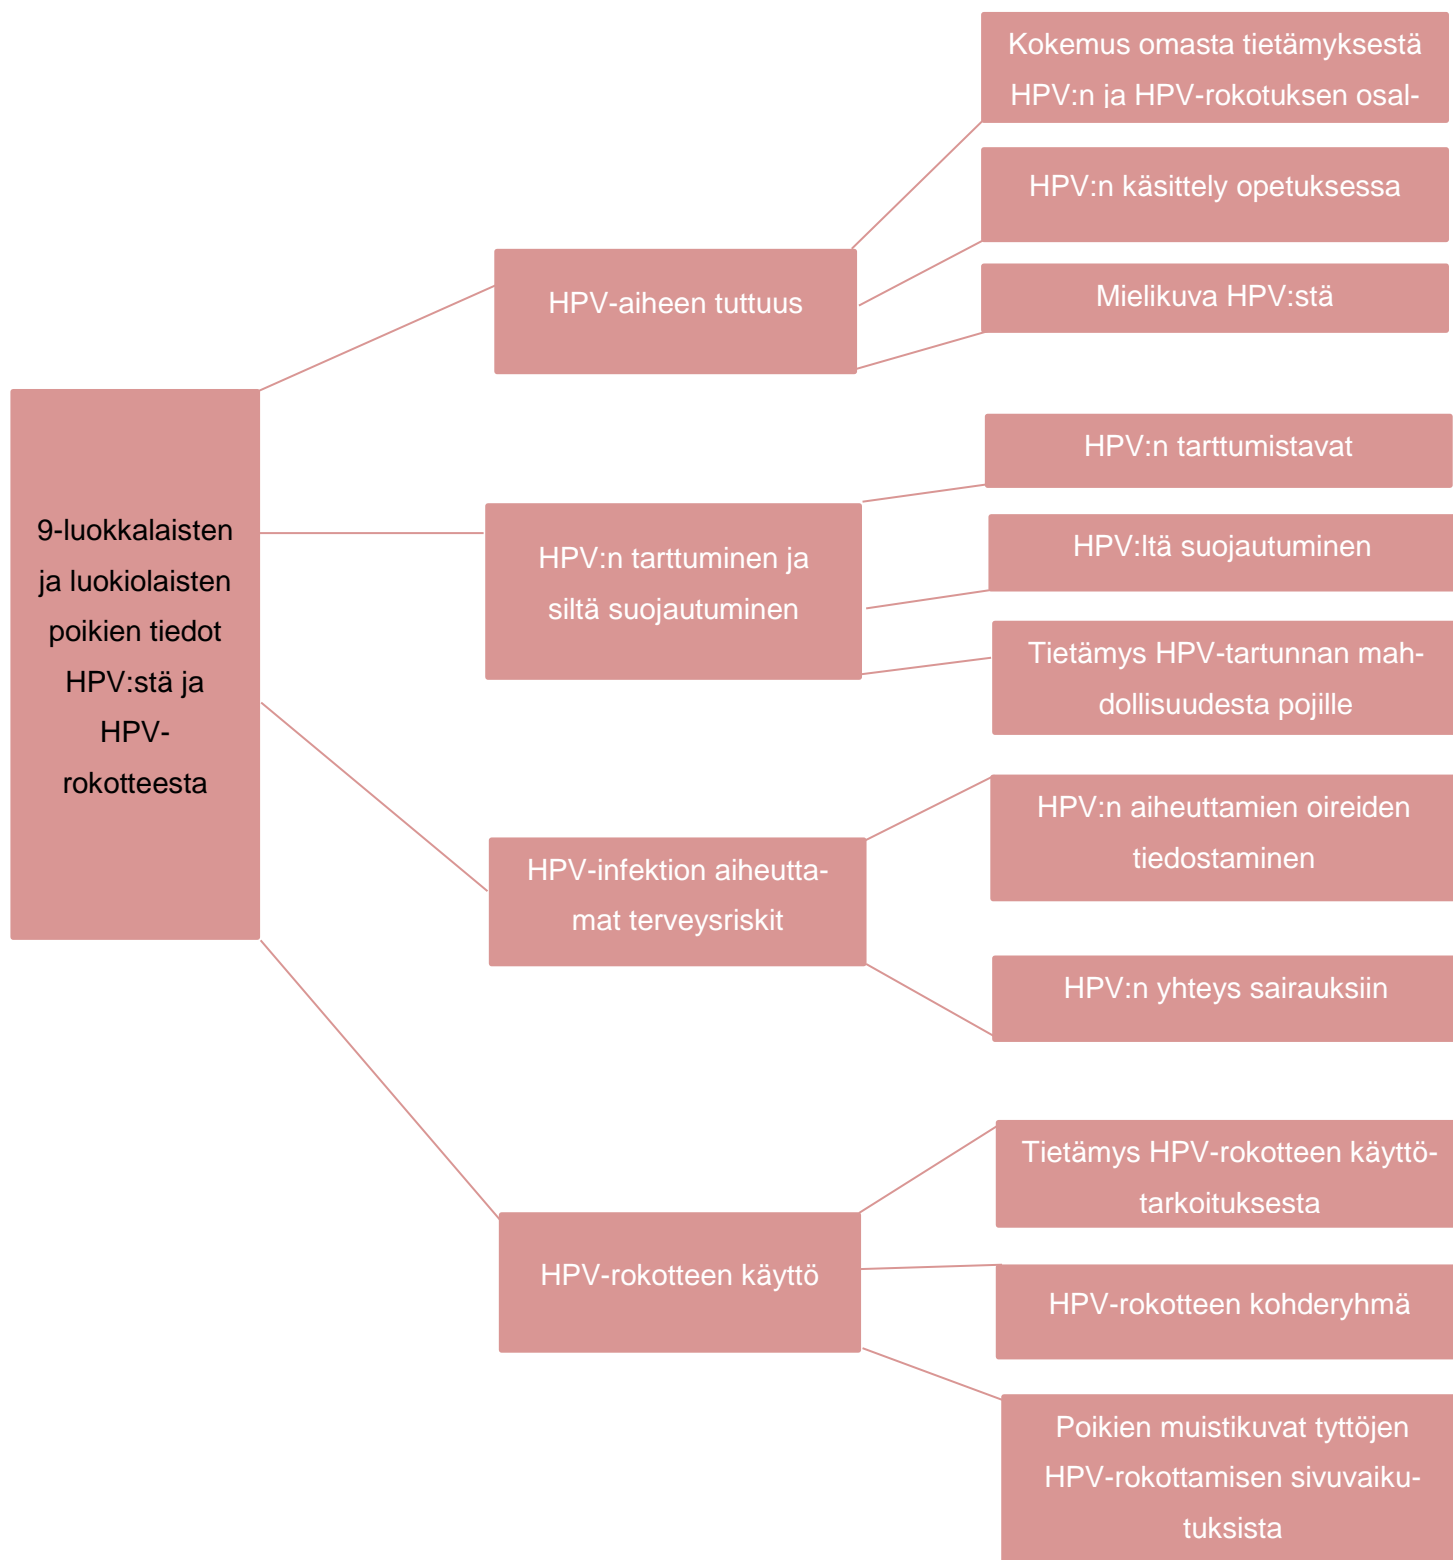 9-luokkalaisten
ja luokiolaisten
poikien tiedot
HPV:stä ja
HPV-
rokotteesta
HPV-aiheen tuttuus
Kokemus omasta tietämyksestä
HPV:n ja HPV-rokotuksen osal-
HPV:n käsittely opetuksessa
Mielikuva HPV:stä
HPV:n tarttuminen ja
siltä suojautuminen
HPV:n tarttumistavat
HPV:ltä suojautuminen
Tietämys HPV-tartunnan mah-
dollisuudesta pojille
HPV-infektion aiheutta-
mat terveysriskit
HPV:n aiheuttamien oireiden
tiedostaminen
HPV:n yhteys sairauksiin
HPV-rokotteen käyttö
Tietämys HPV-rokotteen käyttö-
tarkoituksesta
HPV-rokotteen kohderyhmä
Poikien muistikuvat tyttöjen
HPV-rokottamisen sivuvaiku-
tuksista